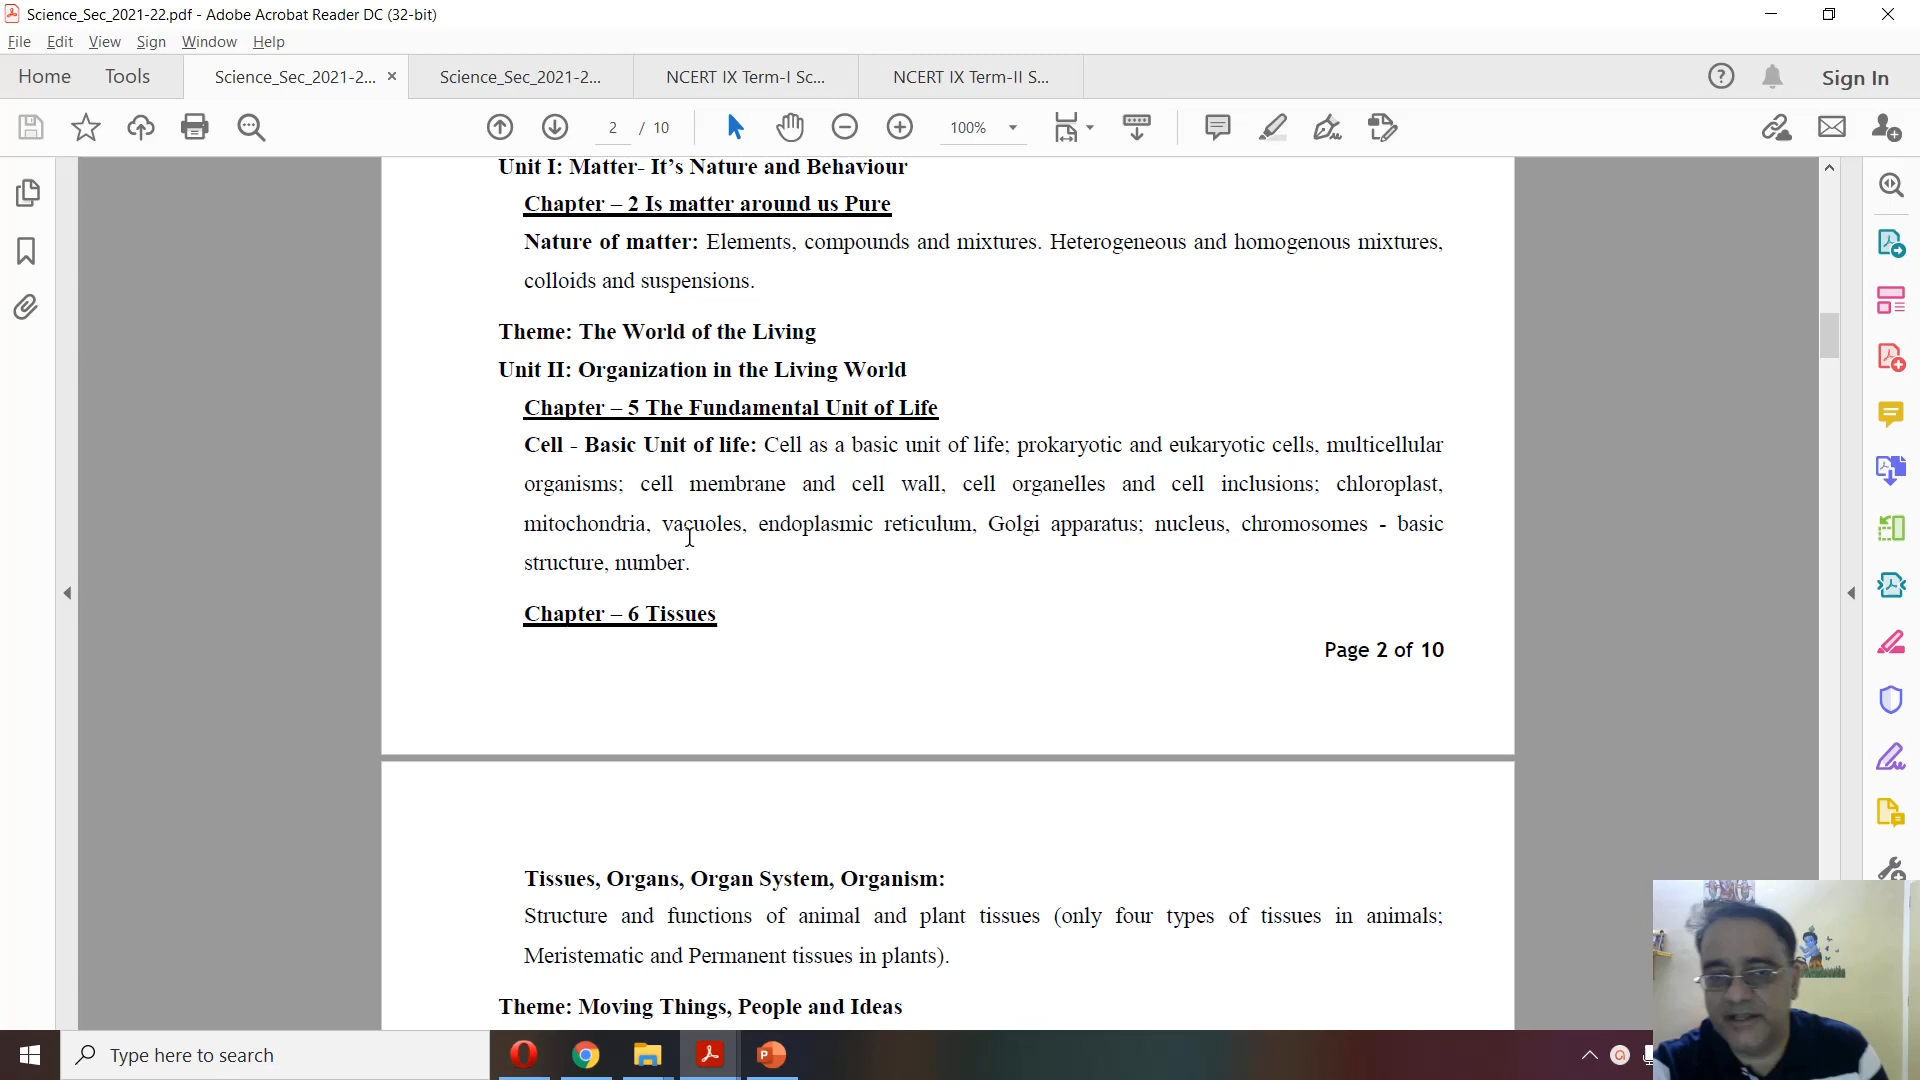 Science_Sec_2021-22.pdf - Adobe Acrobat Reader DC (32-bit)
File Edit View Sign Window Help
Home Tools Science_Sec_2021-2... × Science_Sec_2021-2... NCERT IX Term-I Sc... NCERT IX Term-II S... Sign In
2 / 10 100%
Unit I: Matter- It’s Nature and Behaviour
Chapter – 2 Is matter around us Pure
Nature of matter: Elements, compounds and mixtures. Heterogeneous and homogenous mixtures,
colloids and suspensions.
Theme: The World of the Living
Unit II: Organization in the Living World
Chapter – 5 The Fundamental Unit of Life
Cell - Basic Unit of life: Cell as a basic unit of life; prokaryotic and eukaryotic cells, multicellular
organisms; cell membrane and cell wall, cell organelles and cell inclusions; chloroplast,
mitochondria, vacuoles, endoplasmic reticulum, Golgi apparatus; nucleus, chromosomes - basic
structure, number.
Chapter – 6 Tissues
Page 2 of 10
Tissues, Organs, Organ System, Organism:
Structure and functions of animal and plant tissues (only four types of tissues in animals;
Meristematic and Permanent tissues in plants).
Theme: Moving Things, People and Ideas
Type here to search